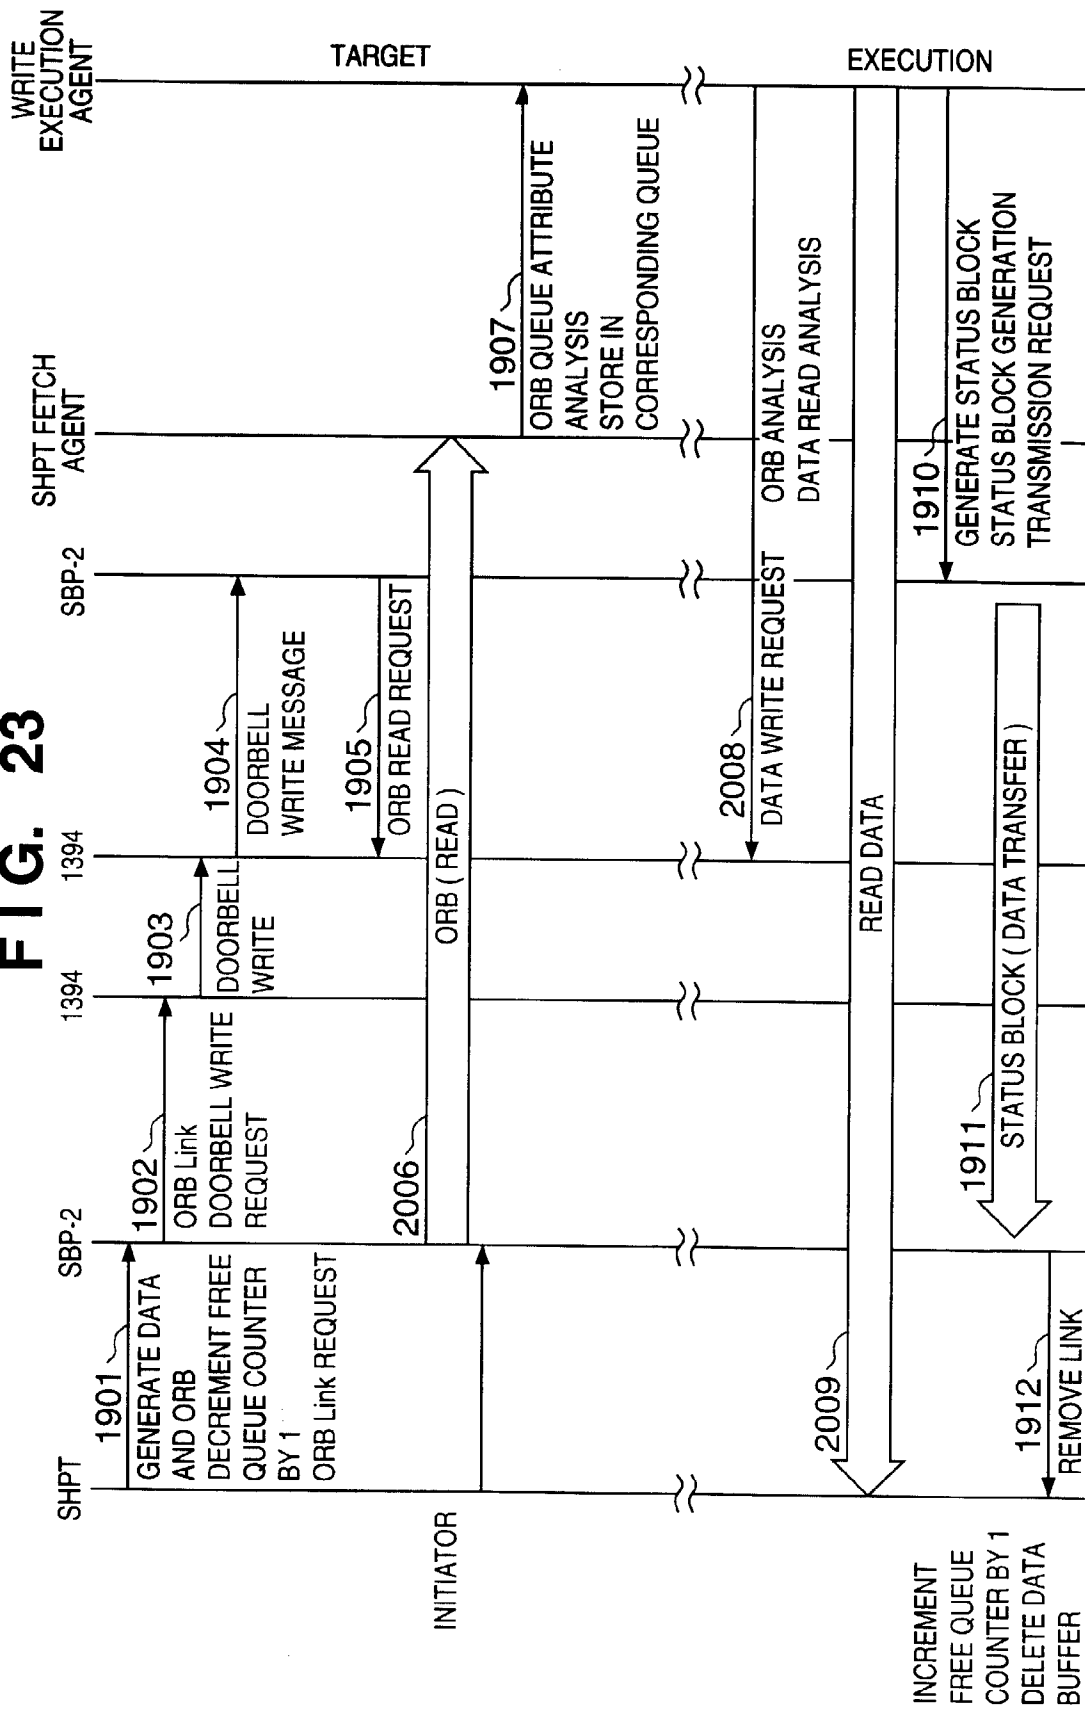 FIG. 23
SHPT
SBP-2
1394
1394
SBP-2
SHPT FETCH
AGENT
WRITE
EXECUTION
AGENT
INITIATOR
TARGET
1901
GENERATE DATA
AND ORB
DECREMENT FREE
QUEUE COUNTER
BY 1
ORB Link REQUEST
1902
ORB Link
DOORBELL WRITE
REQUEST
1903
DOORBELL
WRITE
1904
DOORBELL
WRITE MESSAGE
1905
ORB READ REQUEST
2006
ORB ( READ )
1907
ORB QUEUE ATTRIBUTE
ANALYSIS
STORE IN
CORRESPONDING QUEUE
EXECUTION
2008
DATA WRITE REQUEST
ORB ANALYSIS
DATA READ ANALYSIS
2009
READ DATA
1910
GENERATE STATUS BLOCK
STATUS BLOCK GENERATION
TRANSMISSION REQUEST
1911
STATUS BLOCK ( DATA TRANSFER )
1912
REMOVE LINK
INCREMENT
FREE QUEUE
COUNTER BY 1
DELETE DATA
BUFFER